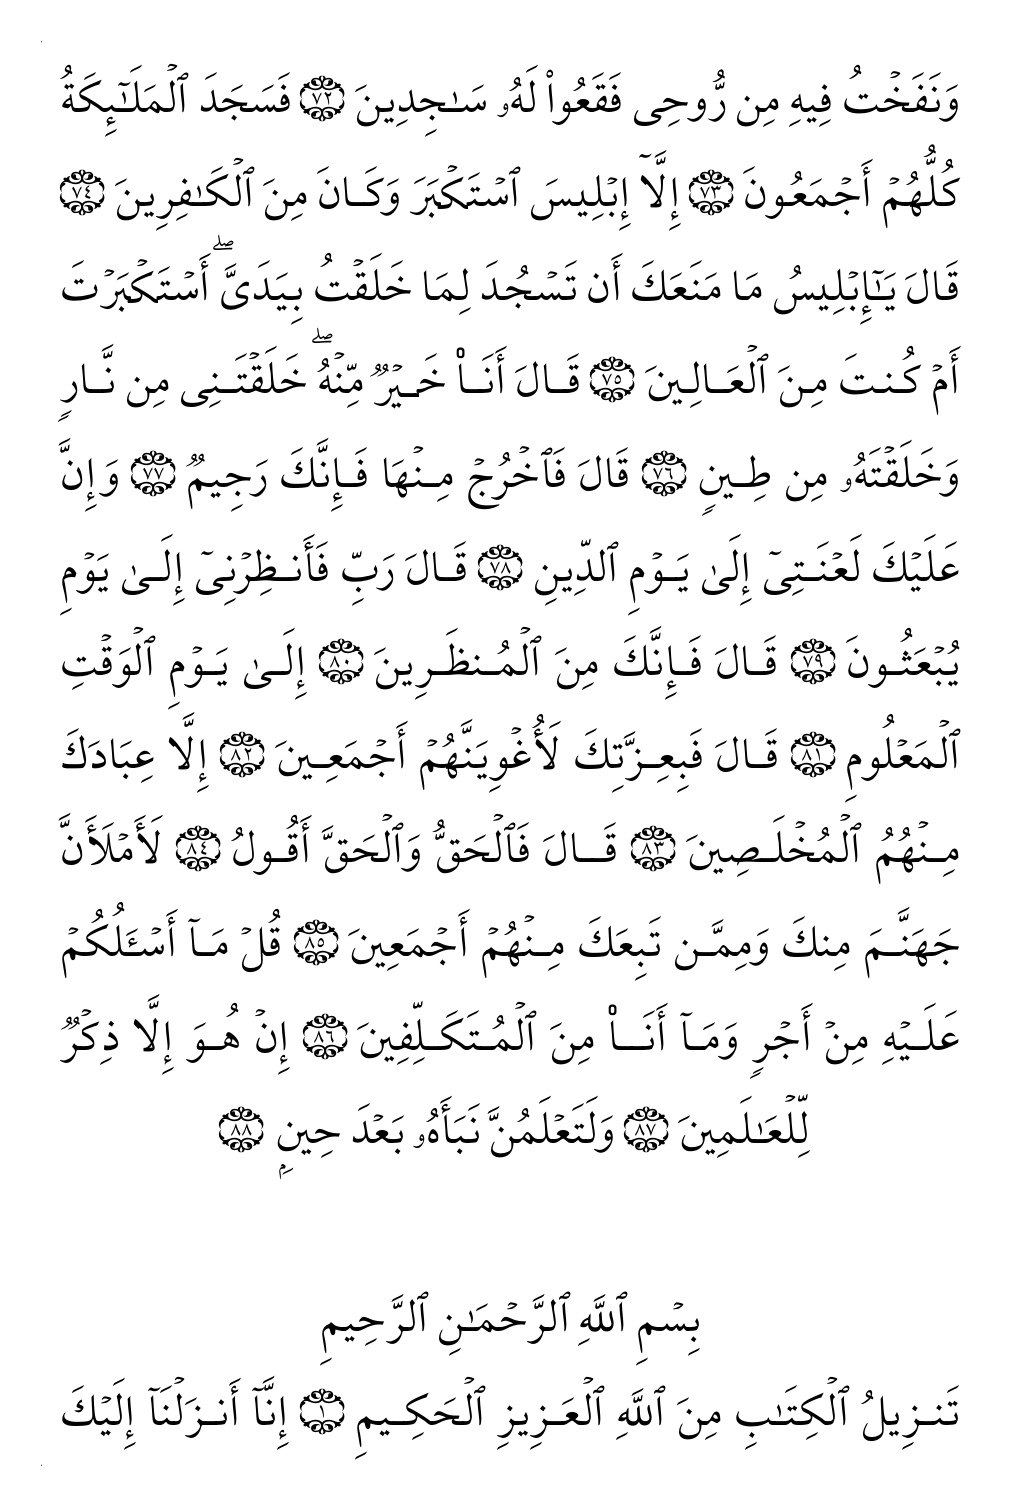 وَنَفَخۡتُ فِيهِ مِن رُّوحِى فَقَعُواْ لَهُۥ سَـٰجِدِينَ ٧٢ فَسَجَدَ ٱلۡمَلَـٰٓئِكَةُ
كُلُّهُمۡ أَجۡمَعُونَ ٧٣ إِلَّآ إِبۡلِيسَ ٱسۡتَكۡبَرَ وَكَانَ مِنَ ٱلۡكَـٰفِرِينَ ٧٤
قَالَ يَـٰٓإِبۡلِيسُ مَا مَنَعَكَ أَن تَسۡجُدَ لِمَا خَلَقۡتُ بِيَدَىَّۖ أَسۡتَكۡبَرۡتَ
أَمۡ كُنتَ مِنَ ٱلۡعَالِينَ ٧٥ قَالَ أَنَا۠ خَيۡرٌ مِّنۡهُۖ خَلَقۡتَنِى مِن نَّارٍ
وَخَلَقۡتَهُۥ مِن طِينٍ ٧٦ قَالَ فَٱخۡرُجۡ مِنۡهَا فَإِنَّكَ رَجِيمٌ ٧٧ وَإِنَّ
عَلَيۡكَ لَعۡنَتِىٓ إِلَىٰ يَوۡمِ ٱلدِّينِ ٧٨ قَالَ رَبِّ فَأَنظِرۡنِىٓ إِلَىٰ يَوۡمِ
يُبۡعَثُونَ ٧٩ قَالَ فَإِنَّكَ مِنَ ٱلۡمُنظَرِينَ ٨٠ إِلَىٰ يَوۡمِ ٱلۡوَقۡتِ
ٱلۡمَعۡلُومِ ٨١ قَالَ فَبِعِزَّتِكَ لَأُغۡوِيَنَّهُمۡ أَجۡمَعِينَ ٨٢ إِلَّا عِبَادَكَ
مِنۡهُمُ ٱلۡمُخۡلَصِينَ ٨٣ قَالَ فَٱلۡحَقُّ وَٱلۡحَقَّ أَقُولُ ٨٤ لَأَمۡلَأَنَّ
جَهَنَّمَ مِنكَ وَمِمَّن تَبِعَكَ مِنۡهُمۡ أَجۡمَعِينَ ٨٥ قُلۡ مَآ أَسۡـَٔلُكُمۡ
عَلَيۡهِ مِنۡ أَجۡرٍ وَمَآ أَنَا۠ مِنَ ٱلۡمُتَكَلِّفِينَ ٨٦ إِنۡ هُوَ إِلَّا ذِكۡرٌ
لِّلۡعَـٰلَمِينَ ٨٧ وَلَتَعۡلَمُنَّ نَبَأَهُۥ بَعۡدَ حِينِۭ ٨٨
بِسۡمِ ٱللَّهِ ٱلرَّحۡمَـٰنِ ٱلرَّحِيمِ
تَنزِيلُ ٱلۡكِتَـٰبِ مِنَ ٱللَّهِ ٱلۡعَزِيزِ ٱلۡحَكِيمِ ١ إِنَّآ أَنزَلۡنَآ إِلَيۡكَ